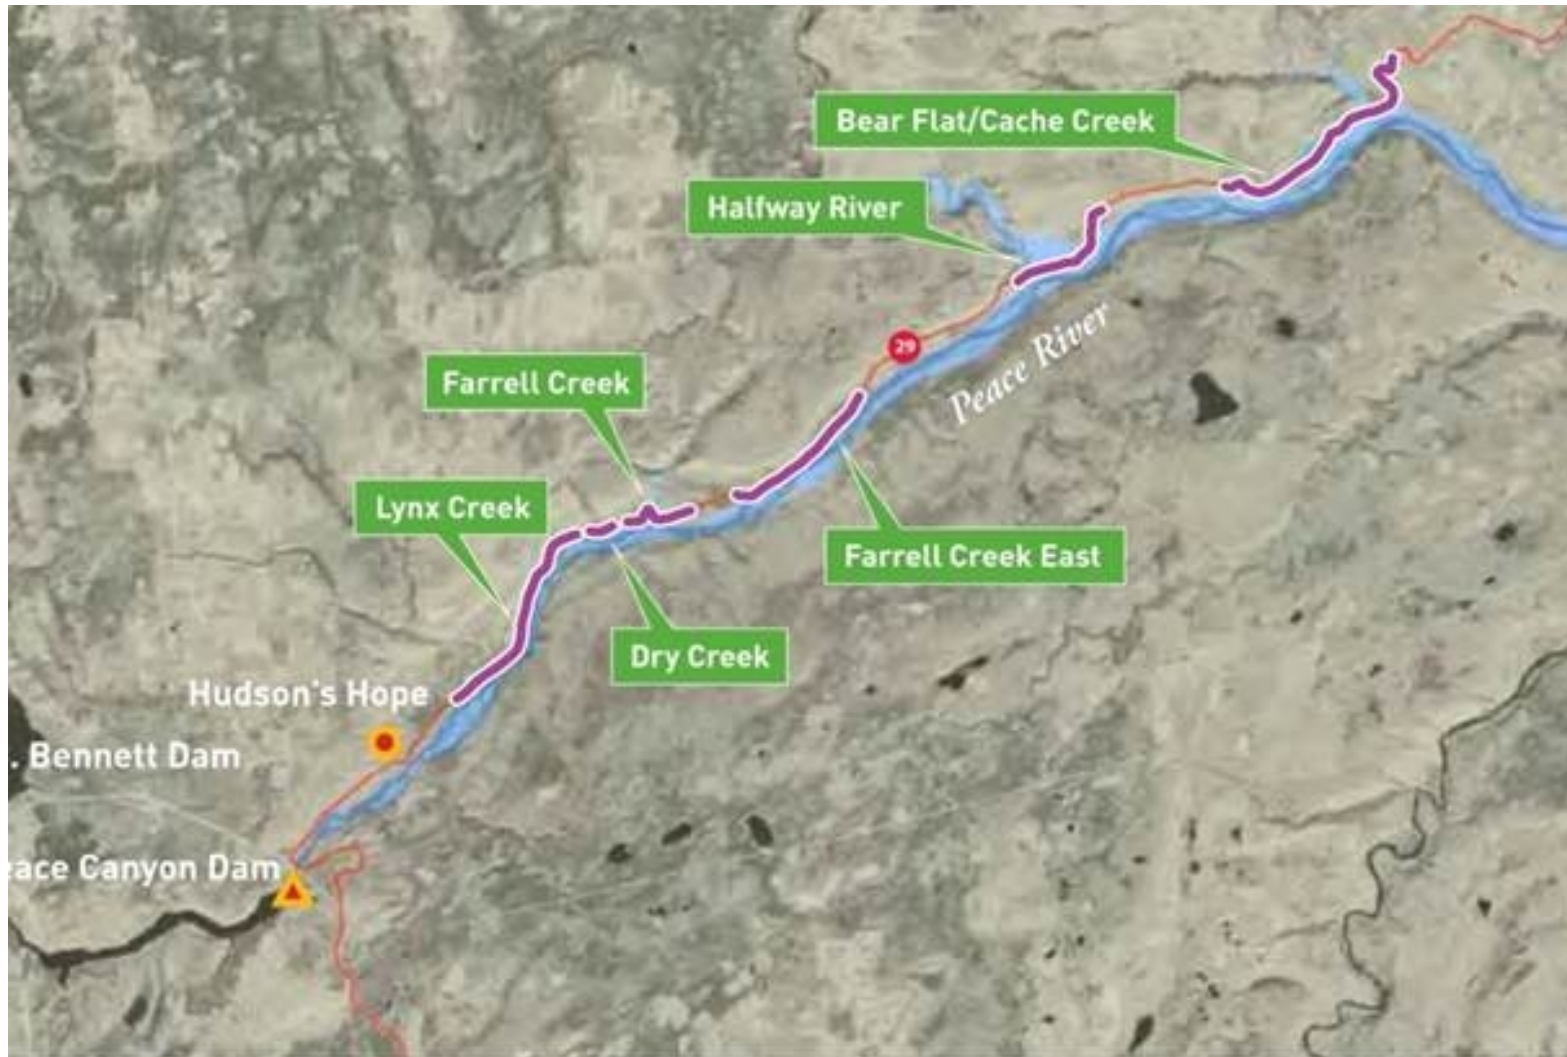 Bear Flat/Cache Creek
Halfway River
29
Peace River
Farrell Creek
Lynx Creek
Farrell Creek East
Dry Creek
Hudson's Hope
. Bennett Dam
eace Canyon Dam